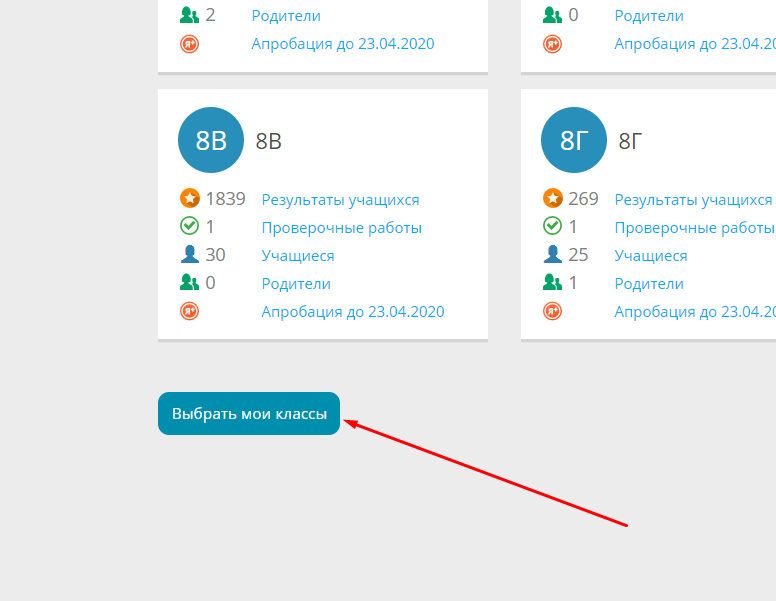 2 Родители 0 Родители
Апробация до 23.04.2020 Апробация до 23.04.20
8В 8В 8Г 8Г
1839 Результаты учащихся 269 Результаты учащихся
1 Проверочные работы 1 Проверочные работы
30 Учащиеся 25 Учащиеся
0 Родители 1 Родители
Я+ Апробация до 23.04.2020 Я+ Апробация до 23.04.20
Выбрать мои классы